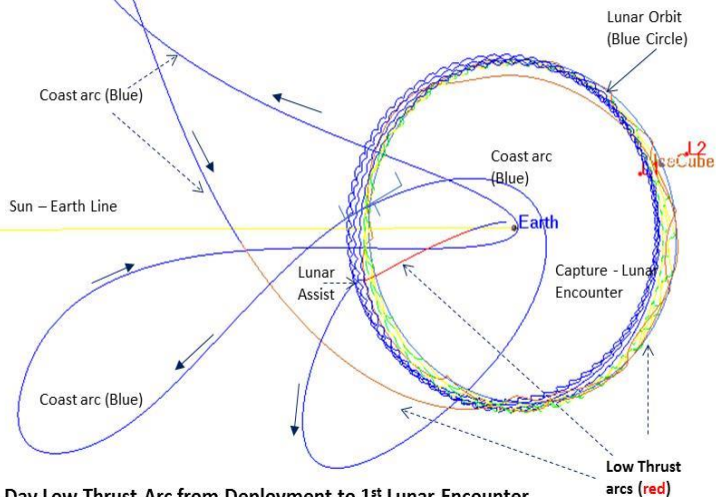 Lunar Orbit
(Blue Circle)
Coast arc (Blue)
L2
L1
IceCube
Coast arc
(Blue)
Sun – Earth Line
Earth
Lunar
Assist
Capture - Lunar
Encounter
Coast arc (Blue)
Low Thrust
arcs (red)
Day Low Thrust Arc from Deployment to 1st Lunar Encounter